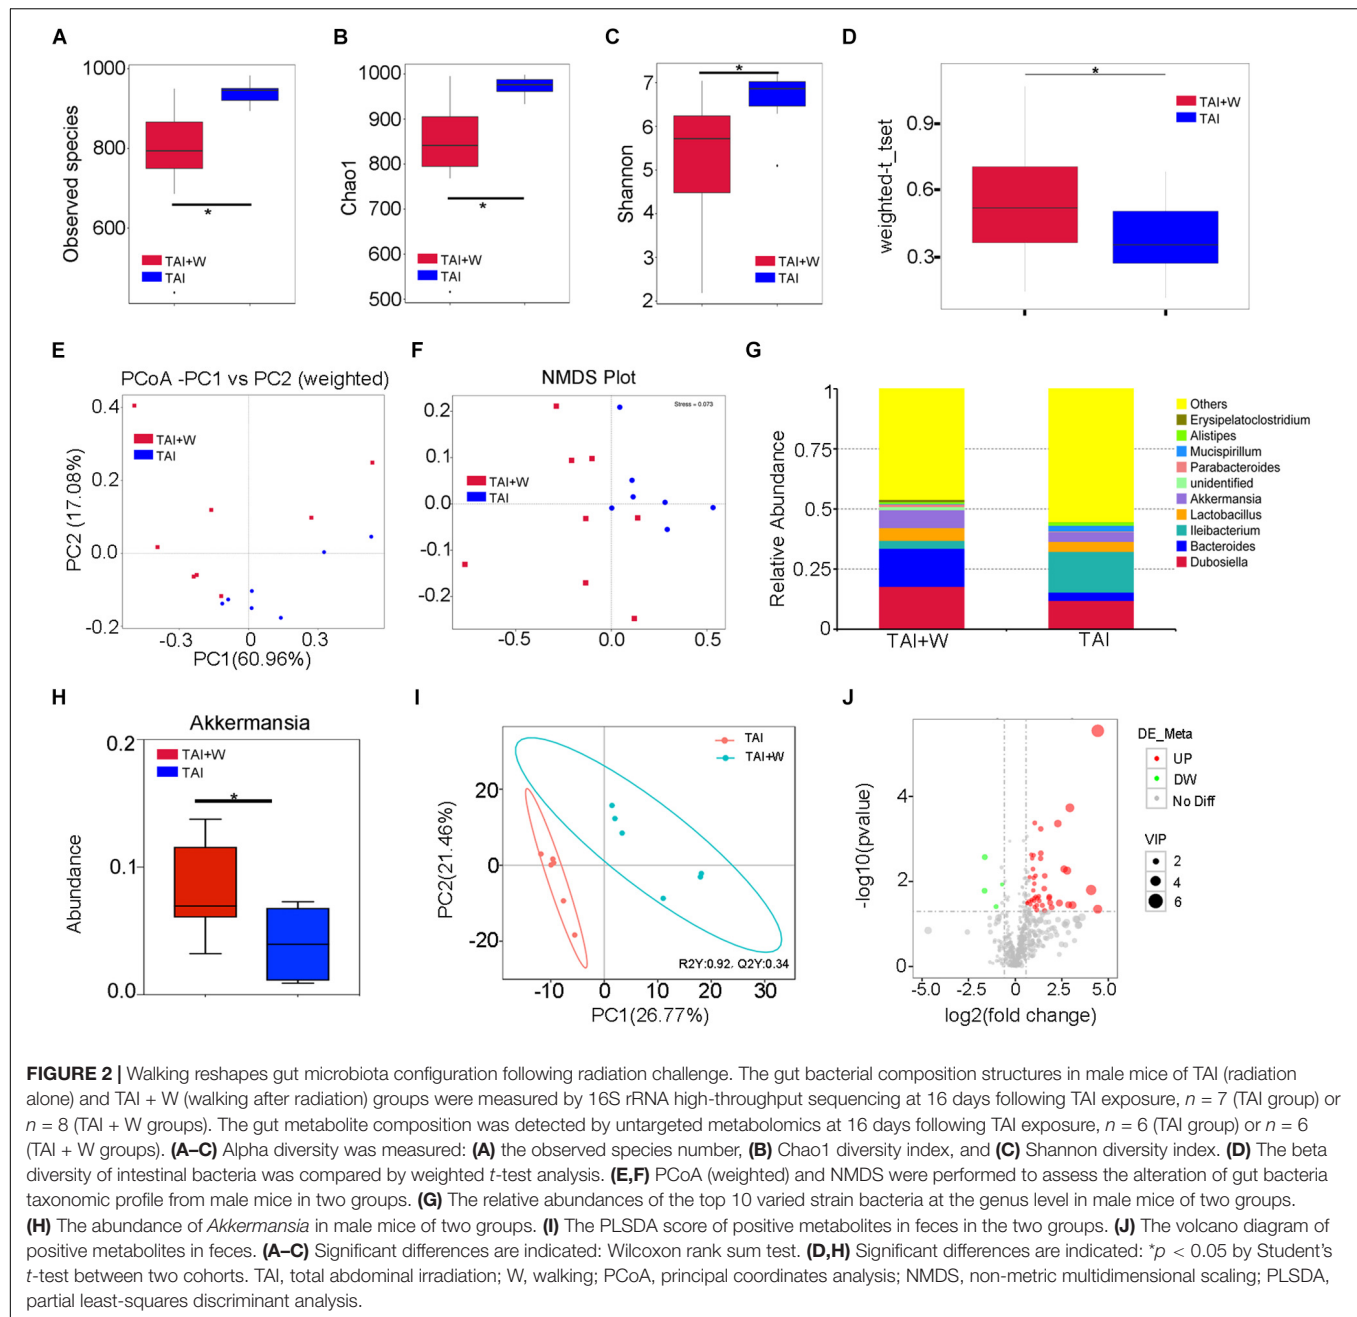 A
Observed species
1000
800
600
*
TAI+W
TAI
B
Chao1
1000
900
800
700
600
500
*
TAI+W
TAI
C
Shannon
7
6
5
4
3
2
*
TAI+W
TAI
D
weighted-t_tset
0.9
0.6
0.3
*
TAI+W
TAI
E
PCoA -PC1 vs PC2 (weighted)
PC2 (17.08%)
0.4
0.2
0.0
-0.2
TAI+W
TAI
-0.3
0
0.3
PC1(60.96%)
F
NMDS Plot
Stress = 0.073
0.2
0.1
0.0
-0.1
-0.2
TAI+W
TAI
-0.5
0.0
0.5
G
Relative Abundance
1
0.75
0.5
0.25
0
TAI+W
TAI
Others
Erysipelatoclostridium
Alistipes
Mucispirillum
Parabacteroides
unidentified
Akkermansia
Lactobacillus
Ileibacterium
Bacteroides
Dubosiella
H
Akkermansia
Abundance
0.2
0.1
0.0
TAI+W
TAI
*
I
PC2(21.46%)
20
0
-20
TAI
TAI+W
R2Y:0.92, Q2Y:0.34
-10
0
10
20
30
PC1(26.77%)
J
-log10(pvalue)
4
2
0
-5.0
-2.5
0
2.5
5.0
log2(fold change)
DE_Meta
UP
DW
No Diff
VIP
2
4
6
FIGURE 2 | Walking reshapes gut microbiota configuration following radiation challenge. The gut bacterial composition structures in male mice of TAI (radiation
alone) and TAI + W (walking after radiation) groups were measured by 16S rRNA high-throughput sequencing at 16 days following TAI exposure, n = 7 (TAI group) or
n = 8 (TAI + W groups). The gut metabolite composition was detected by untargeted metabolomics at 16 days following TAI exposure, n = 6 (TAI group) or n = 6
(TAI + W groups). (A–C) Alpha diversity was measured: (A) the observed species number, (B) Chao1 diversity index, and (C) Shannon diversity index. (D) The beta
diversity of intestinal bacteria was compared by weighted t-test analysis. (E,F) PCoA (weighted) and NMDS were performed to assess the alteration of gut bacteria
taxonomic profile from male mice in two groups. (G) The relative abundances of the top 10 varied strain bacteria at the genus level in male mice of two groups.
(H) The abundance of Akkermansia in male mice of two groups. (I) The PLSDA score of positive metabolites in feces in the two groups. (J) The volcano diagram of
positive metabolites in feces. (A–C) Significant differences are indicated: Wilcoxon rank sum test. (D,H) Significant differences are indicated: *p < 0.05 by Student's
t-test between two cohorts. TAI, total abdominal irradiation; W, walking; PCoA, principal coordinates analysis; NMDS, non-metric multidimensional scaling; PLSDA,
partial least-squares discriminant analysis.